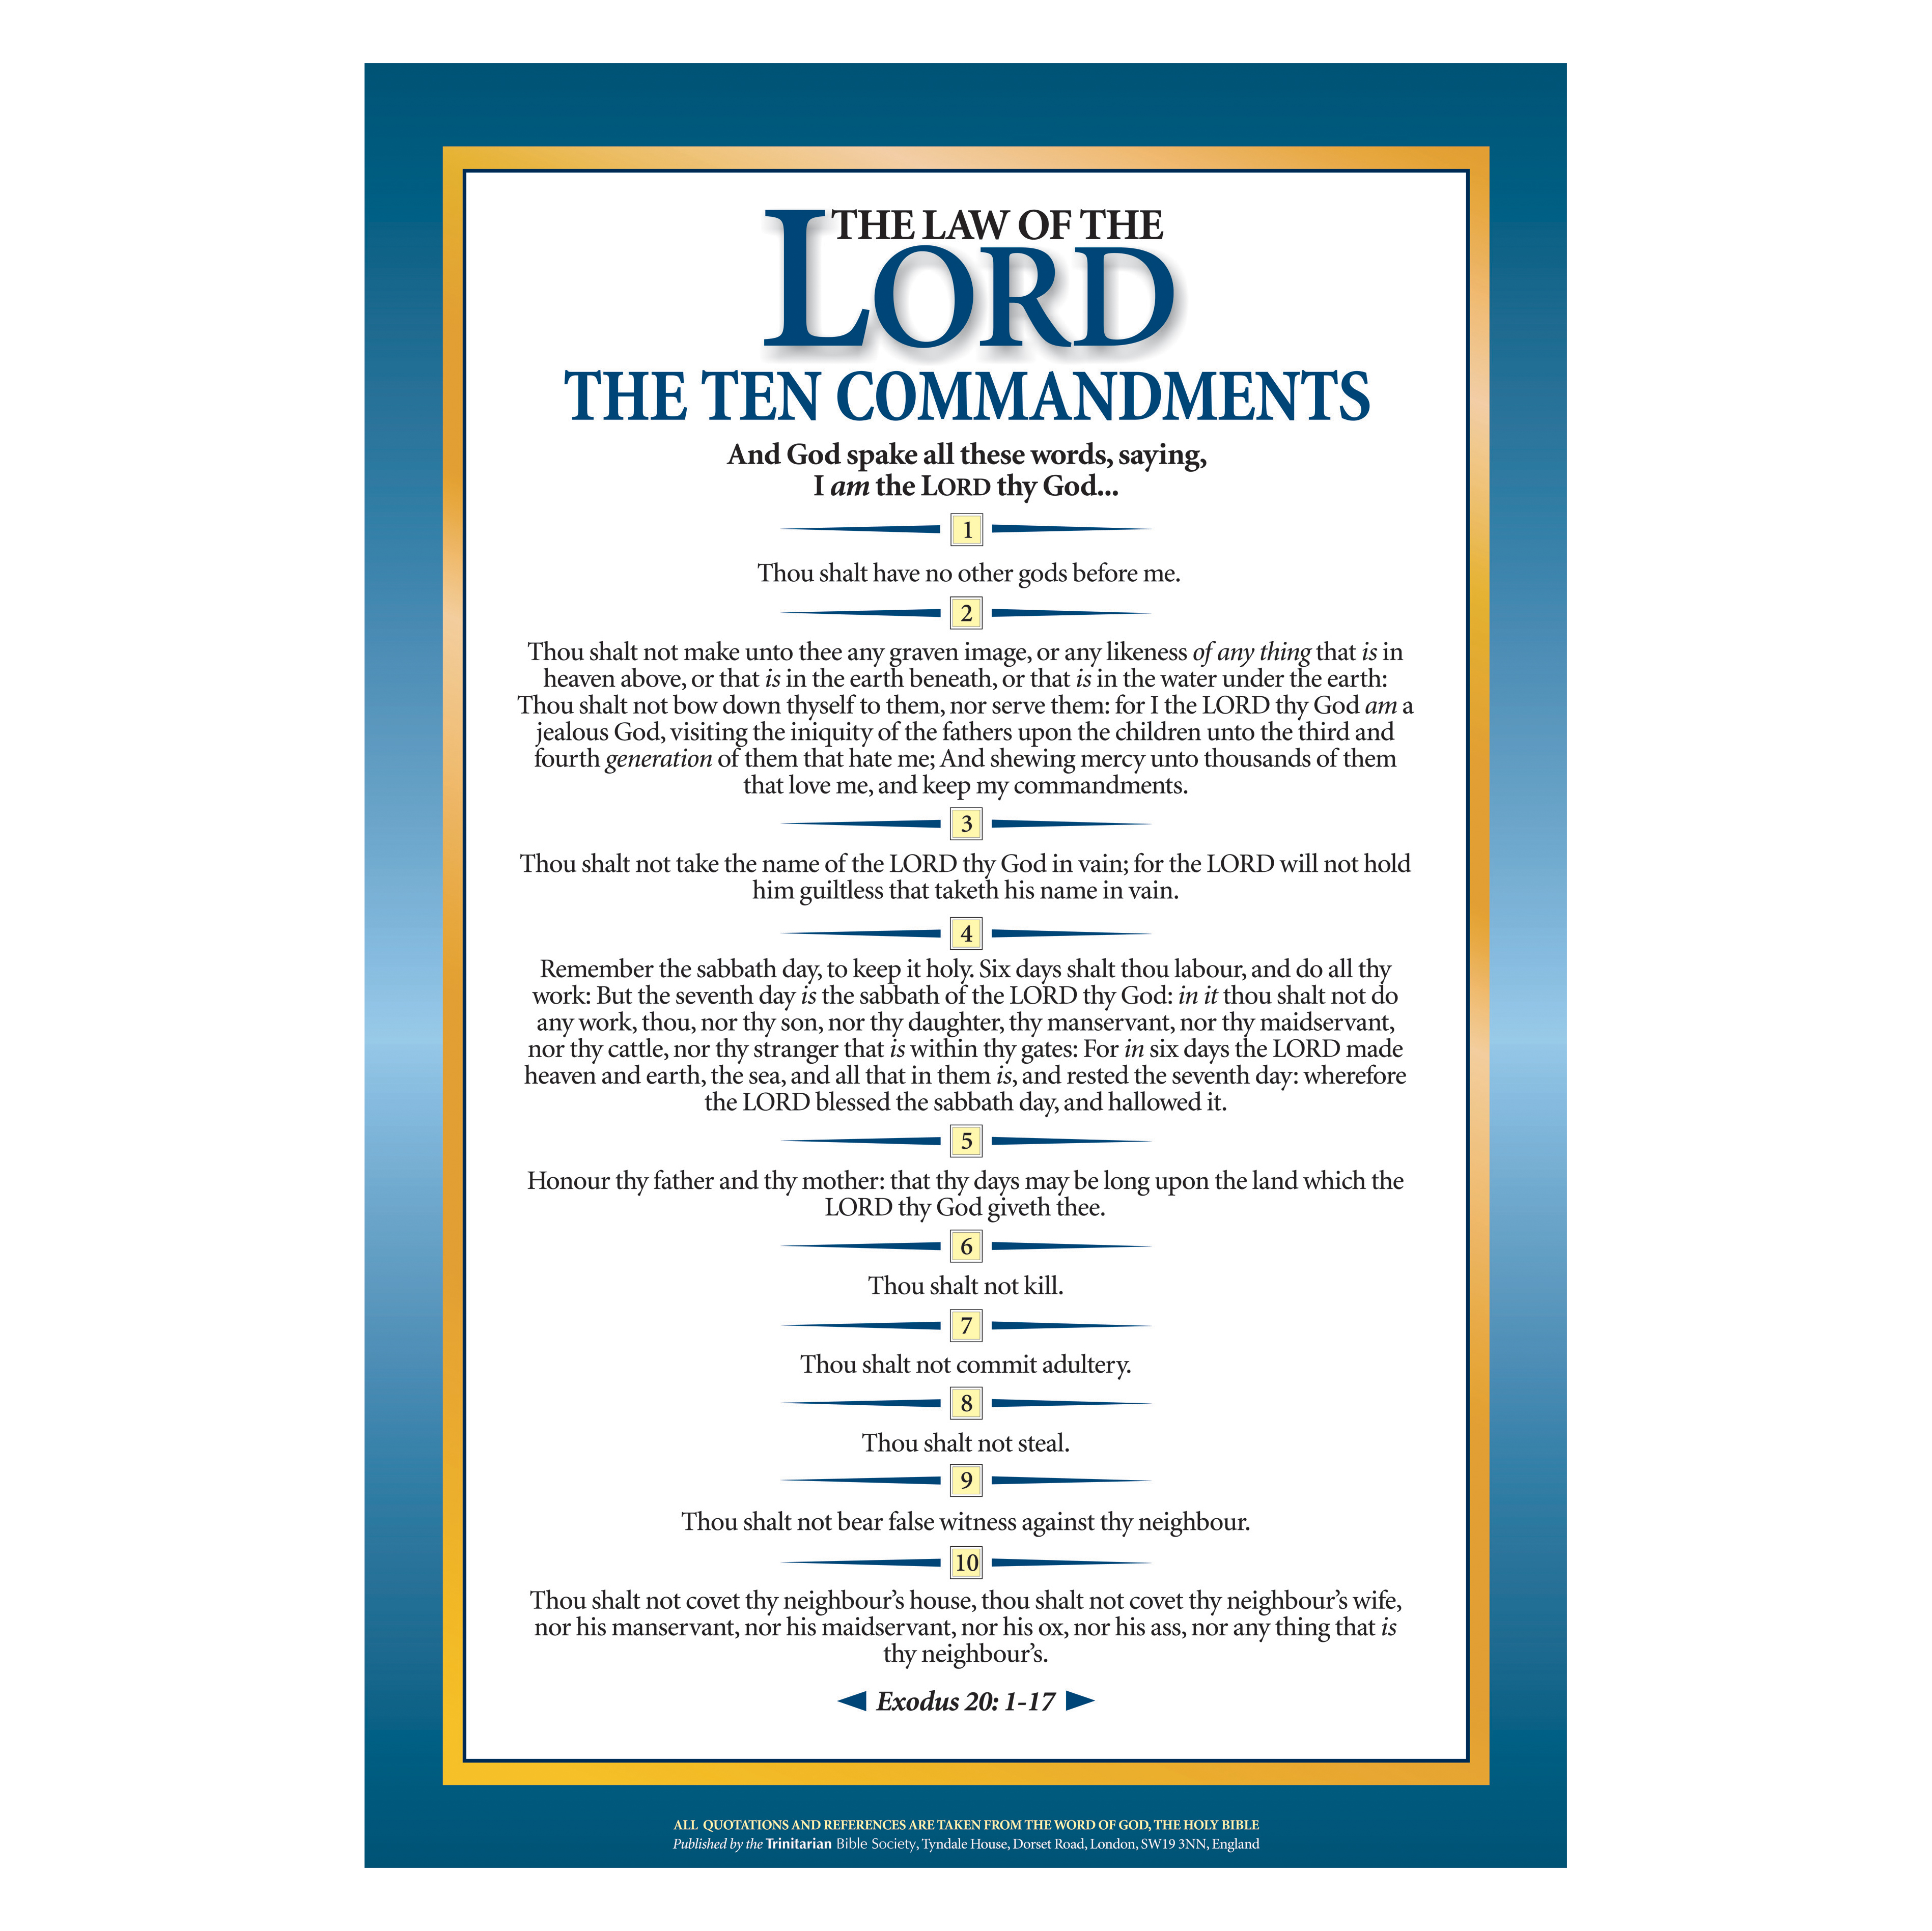 THE LAW OF THE
LORD
THE TEN COMMANDMENTS
And God spake all these words, saying,
I am the LORD thy God...
1
Thou shalt have no other gods before me.
2
Thou shalt not make unto thee any graven image, or any likeness of any thing that is in
heaven above, or that is in the earth beneath, or that is in the water under the earth:
Thou shalt not bow down thyself to them, nor serve them: for I the LORD thy God am a
jealous God, visiting the iniquity of the fathers upon the children unto the third and
fourth generation of them that hate me; And shewing mercy unto thousands of them
that love me, and keep my commandments.
3
Thou shalt not take the name of the LORD thy God in vain; for the LORD will not hold
him guiltless that taketh his name in vain.
4
Remember the sabbath day, to keep it holy. Six days shalt thou labour, and do all thy
work: But the seventh day is the sabbath of the LORD thy God: in it thou shalt not do
any work, thou, nor thy son, nor thy daughter, thy manservant, nor thy maidservant,
nor thy cattle, nor thy stranger that is within thy gates: For in six days the LORD made
heaven and earth, the sea, and all that in them is, and rested the seventh day: wherefore
the LORD blessed the sabbath day, and hallowed it.
5
Honour thy father and thy mother: that thy days may be long upon the land which the
LORD thy God giveth thee.
6
Thou shalt not kill.
7
Thou shalt not commit adultery.
8
Thou shalt not steal.
9
Thou shalt not bear false witness against thy neighbour.
10
Thou shalt not covet thy neighbour's house, thou shalt not covet thy neighbour's wife,
nor his manservant, nor his maidservant, nor his ox, nor his ass, nor any thing that is
thy neighbour's.
Exodus 20: 1-17
ALL QUOTATIONS AND REFERENCES ARE TAKEN FROM THE WORD OF GOD, THE HOLY BIBLE
Published by the Trinitarian Bible Society, Tyndale House, Dorset Road, London, SW19 3NN, England